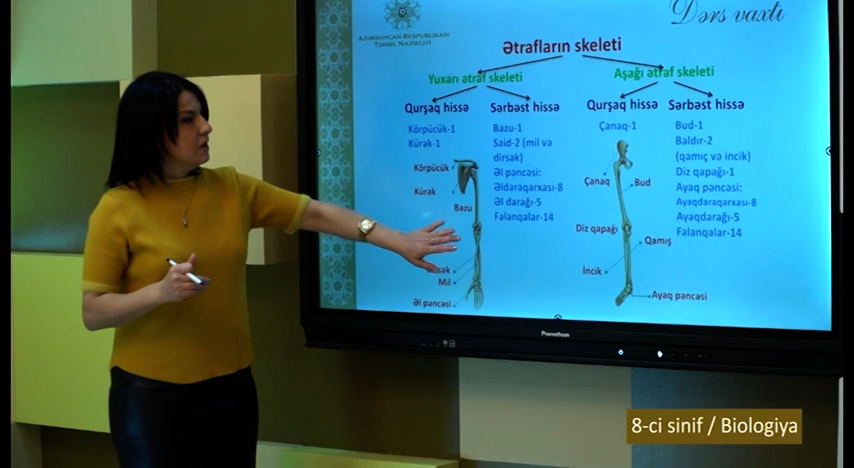 AZƏRBAYCAN RESPUBLİKASI
TƏHSİL NAZİRLİYİ
Dərs vaxtı
Ətrafların skeleti
Yuxarı ətraf skeleti
Aşağı ətraf skeleti
Qurşaq hissə
Sərbəst hissə
Qurşaq hissə
Sərbəst hissə
Körpücük-1
Kürək-1
Bazu-1
Said-2 (mil və
dirsək)
Əl pəncəsi:
Əldaraqarxası-8
Əl darağı-5
Falanqalar-14
Çanaq-1
Bud-1
Baldır-2
(qamış və incik)
Diz qapağı-1
Ayaq pəncəsi:
Ayaqdaraqarxası-8
Ayaqdarağı-5
Falanqalar-14
Körpücük
Kürək
Bazu
Mil
Əl pəncəsi
Çanaq
Bud
Diz qapağı
Qamış
İncik
Ayaq pəncəsi
Promethean
8-ci sinif / Biologiya